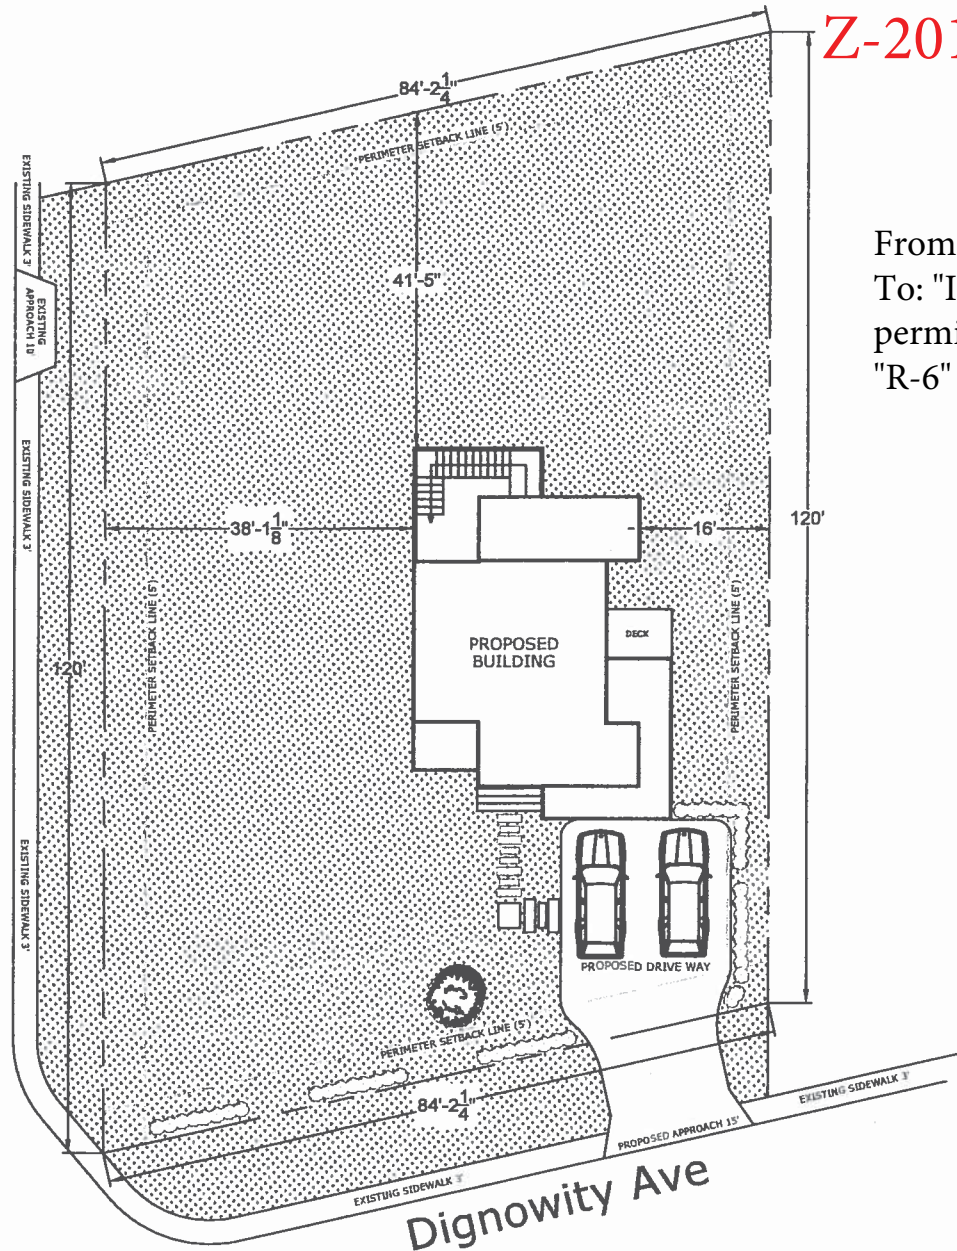 Z-201
84'-2 1/4"
PERIMETER SETBACK LINE (5')
EXISTING SIDEWALK 3'
From
To: "I
permi
"R-6"
41'-5"
EXISTING
APPROACH 10'
EXISTING SIDEWALK 3'
38'-1 1/8"
16'
120'
PERIMETER SETBACK LINE (5')
PERIMETER SETBACK LINE (5')
DECK
PROPOSED
BUILDING
120'
EXISTING SIDEWALK 3'
PROPOSED DRIVE WAY
PERIMETER SETBACK LINE (5')
84'-2 1/4"
EXISTING SIDEWALK 3'
PROPOSED APPROACH 15'
EXISTING SIDEWALK 3'
Dignowity Ave